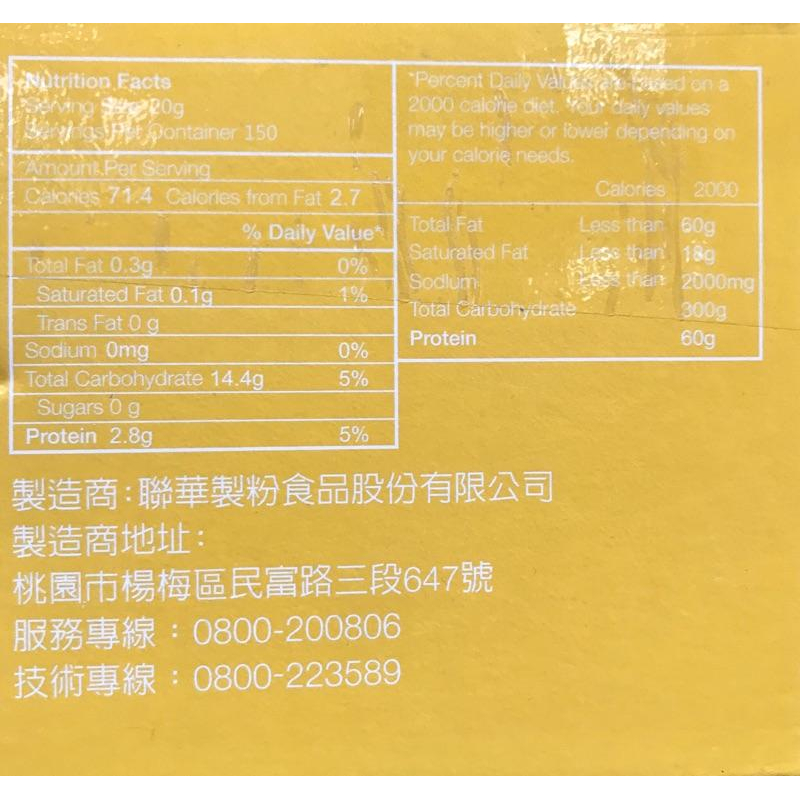 Nutrition Facts
Serving Size 20g
Servings Per Container 150
Amount Per Serving
Calories 71.4 Calories from Fat 2.7
% Daily Value*
Total Fat 0.3g 0%
Saturated Fat 0.1g 1%
Trans Fat 0 g
Sodium 0mg 0%
Total Carbohydrate 14.4g 5%
Sugars 0 g
Protein 2.8g 5%
*Percent Daily Values are based on a
2000 calorie diet. Your daily values
may be higher or lower depending on
your calorie needs.
Calories 2000
Total Fat Less than 60g
Saturated Fat Less than 18g
Sodium Less than 2000mg
Total Carbohydrate 300g
Protein 60g
製造商:聯華製粉食品股份有限公司
製造商地址:
桃園市楊梅區民富路三段647號
服務專線:0800-200806
技術專線:0800-223589